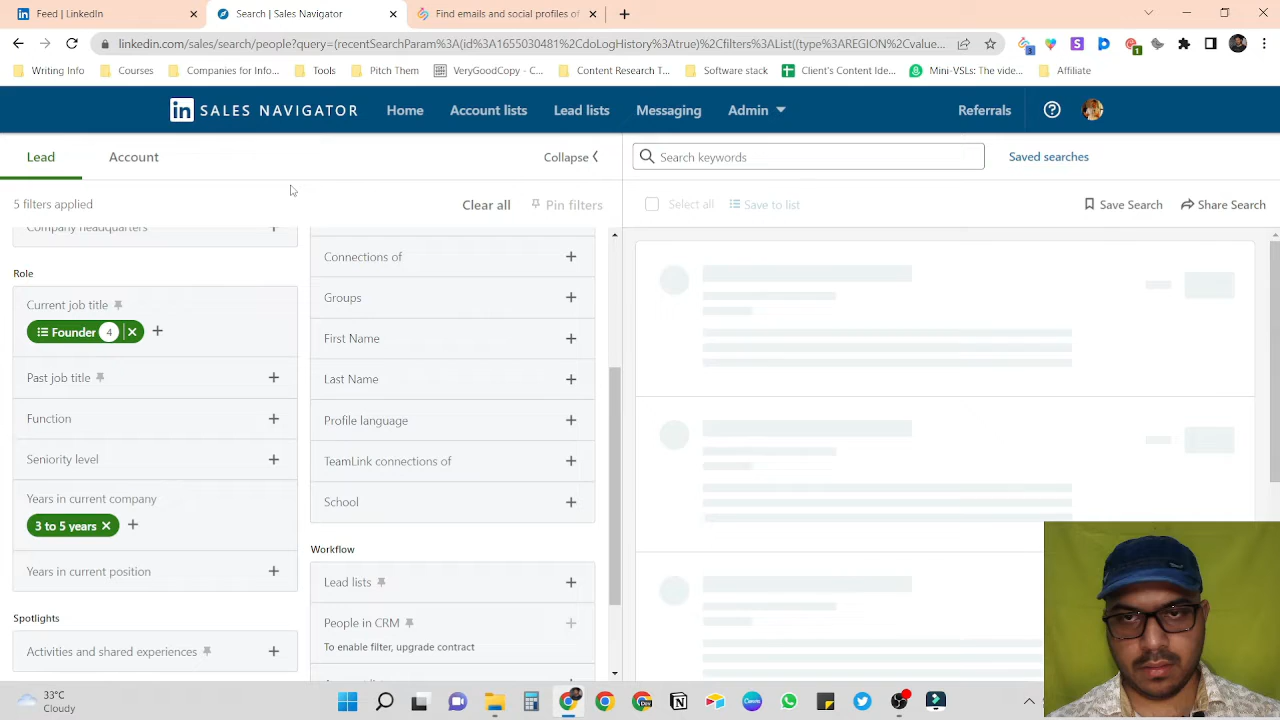 Feed | LinkedIn
Search | Sales Navigator
Find emails and social profiles of
linkedin.com/sales/search/people?query=(recentSearchParam%3A(id%3A1655030481%2CdoLogHistory%3Atrue)%2Cfilters%3AList((type%3AREGION%2Cvalue...
Writing Info
Courses
Companies for Info...
Tools
Pitch Them
VeryGoodCopy - C...
Content Research T...
Software stack
Client's Content Ide...
Mini-VSLs: The vide...
Affiliate
in SALES NAVIGATOR
Home
Account lists
Lead lists
Messaging
Admin
Referrals
Lead
Account
Collapse
Search keywords
Saved searches
5 filters applied
Clear all
Pin filters
Select all
Save to list
Save Search
Share Search
Company headquarters
Role
Current job title
Founder 4
Past job title
Function
Seniority level
Years in current company
3 to 5 years
Years in current position
Spotlights
Activities and shared experiences
Connections of
Groups
First Name
Last Name
Profile language
TeamLink connections of
School
Workflow
Lead lists
People in CRM
To enable filter, upgrade contract
33°C
Cloudy